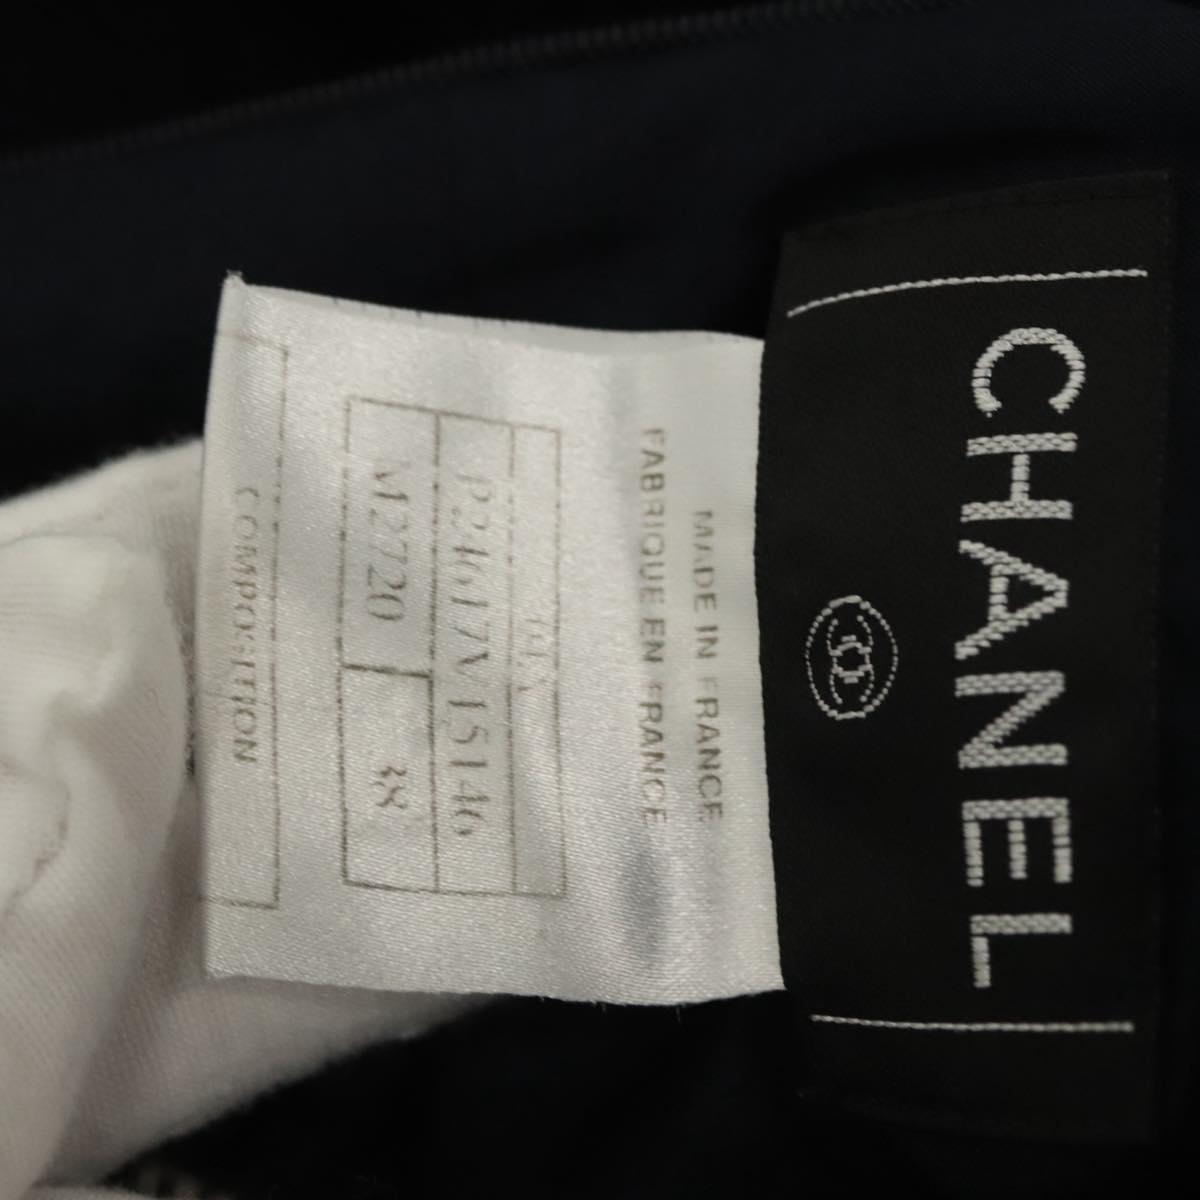 CHANEL
MADE IN FRANCE
FABRIQUE EN FRANCE
P24617V15146
M2720 38
COMPOSITION